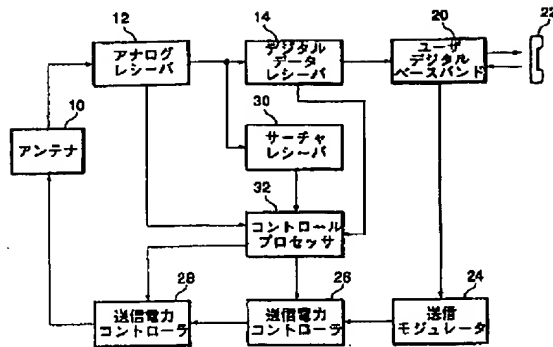 12
アナログ
レシーバ
14
デジタル
データ
レシーバ
20
ユーザ
デジタル
ベースバンド
22
10
アンテナ
30
サーチャ
レシーバ
32
コントロール
プロセッサ
28
送信電力
コントローラ
26
送信電力
コントローラ
24
送信
モジュレータ